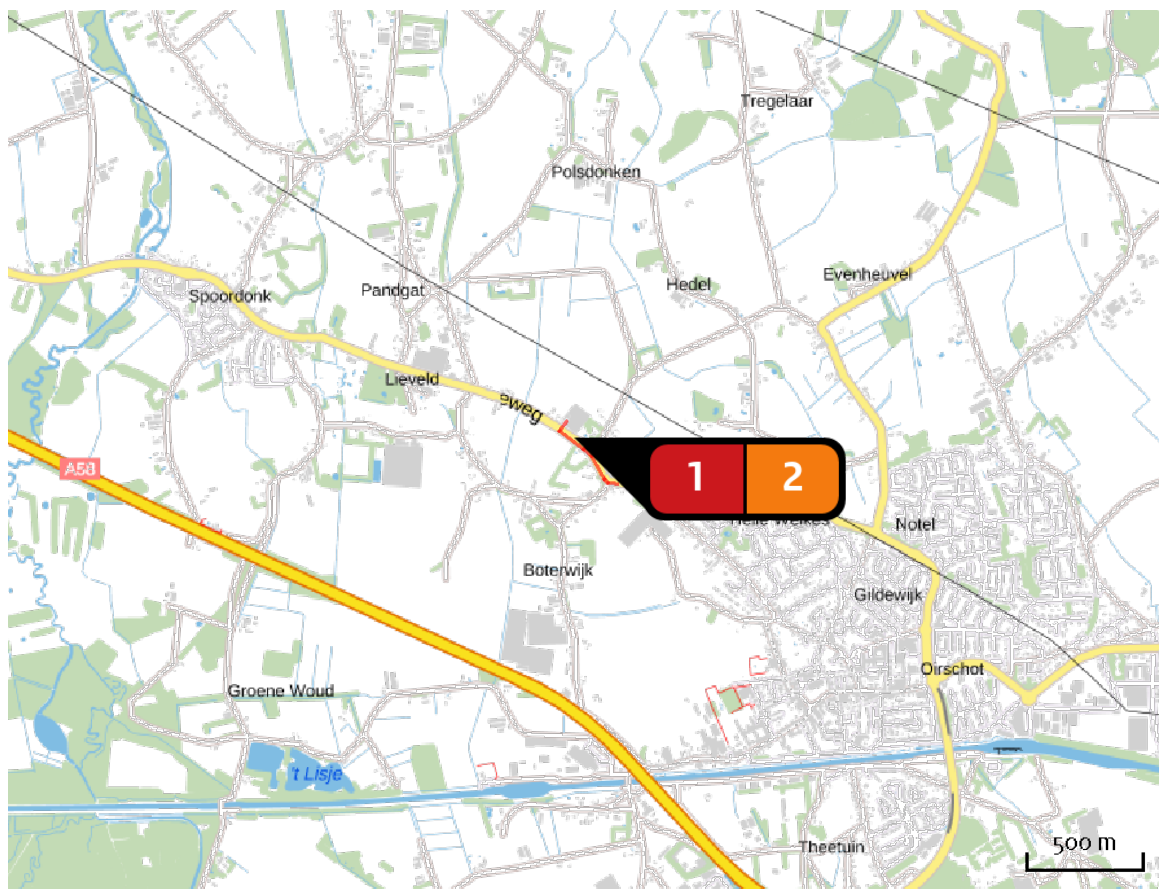 Tregelaar
Polsdonken
Evenheuvel
Hedel
Pandgat
Spoordonk
Lieveld
eweg
A58
1
2
Notel
Boterwijk
Gildewijk
Oirschot
Groene Woud
't Lisje
Theetuin
500 m